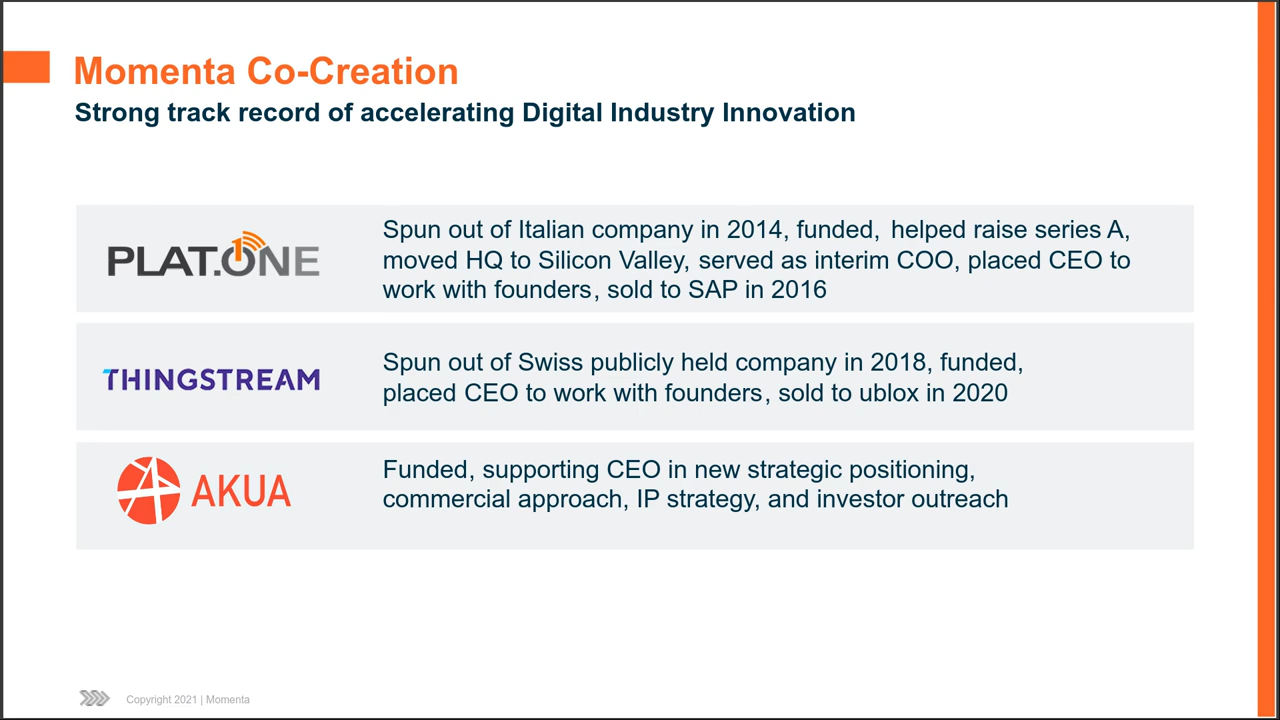 Momenta Co-Creation
Strong track record of accelerating Digital Industry Innovation
PLAT.ONE
Spun out of Italian company in 2014, funded, helped raise series A,
moved HQ to Silicon Valley, served as interim COO, placed CEO to
work with founders, sold to SAP in 2016
THINGSTREAM
Spun out of Swiss publicly held company in 2018, funded,
placed CEO to work with founders, sold to ublox in 2020
AKUA
Funded, supporting CEO in new strategic positioning,
commercial approach, IP strategy, and investor outreach
Copyright 2021 | Momenta